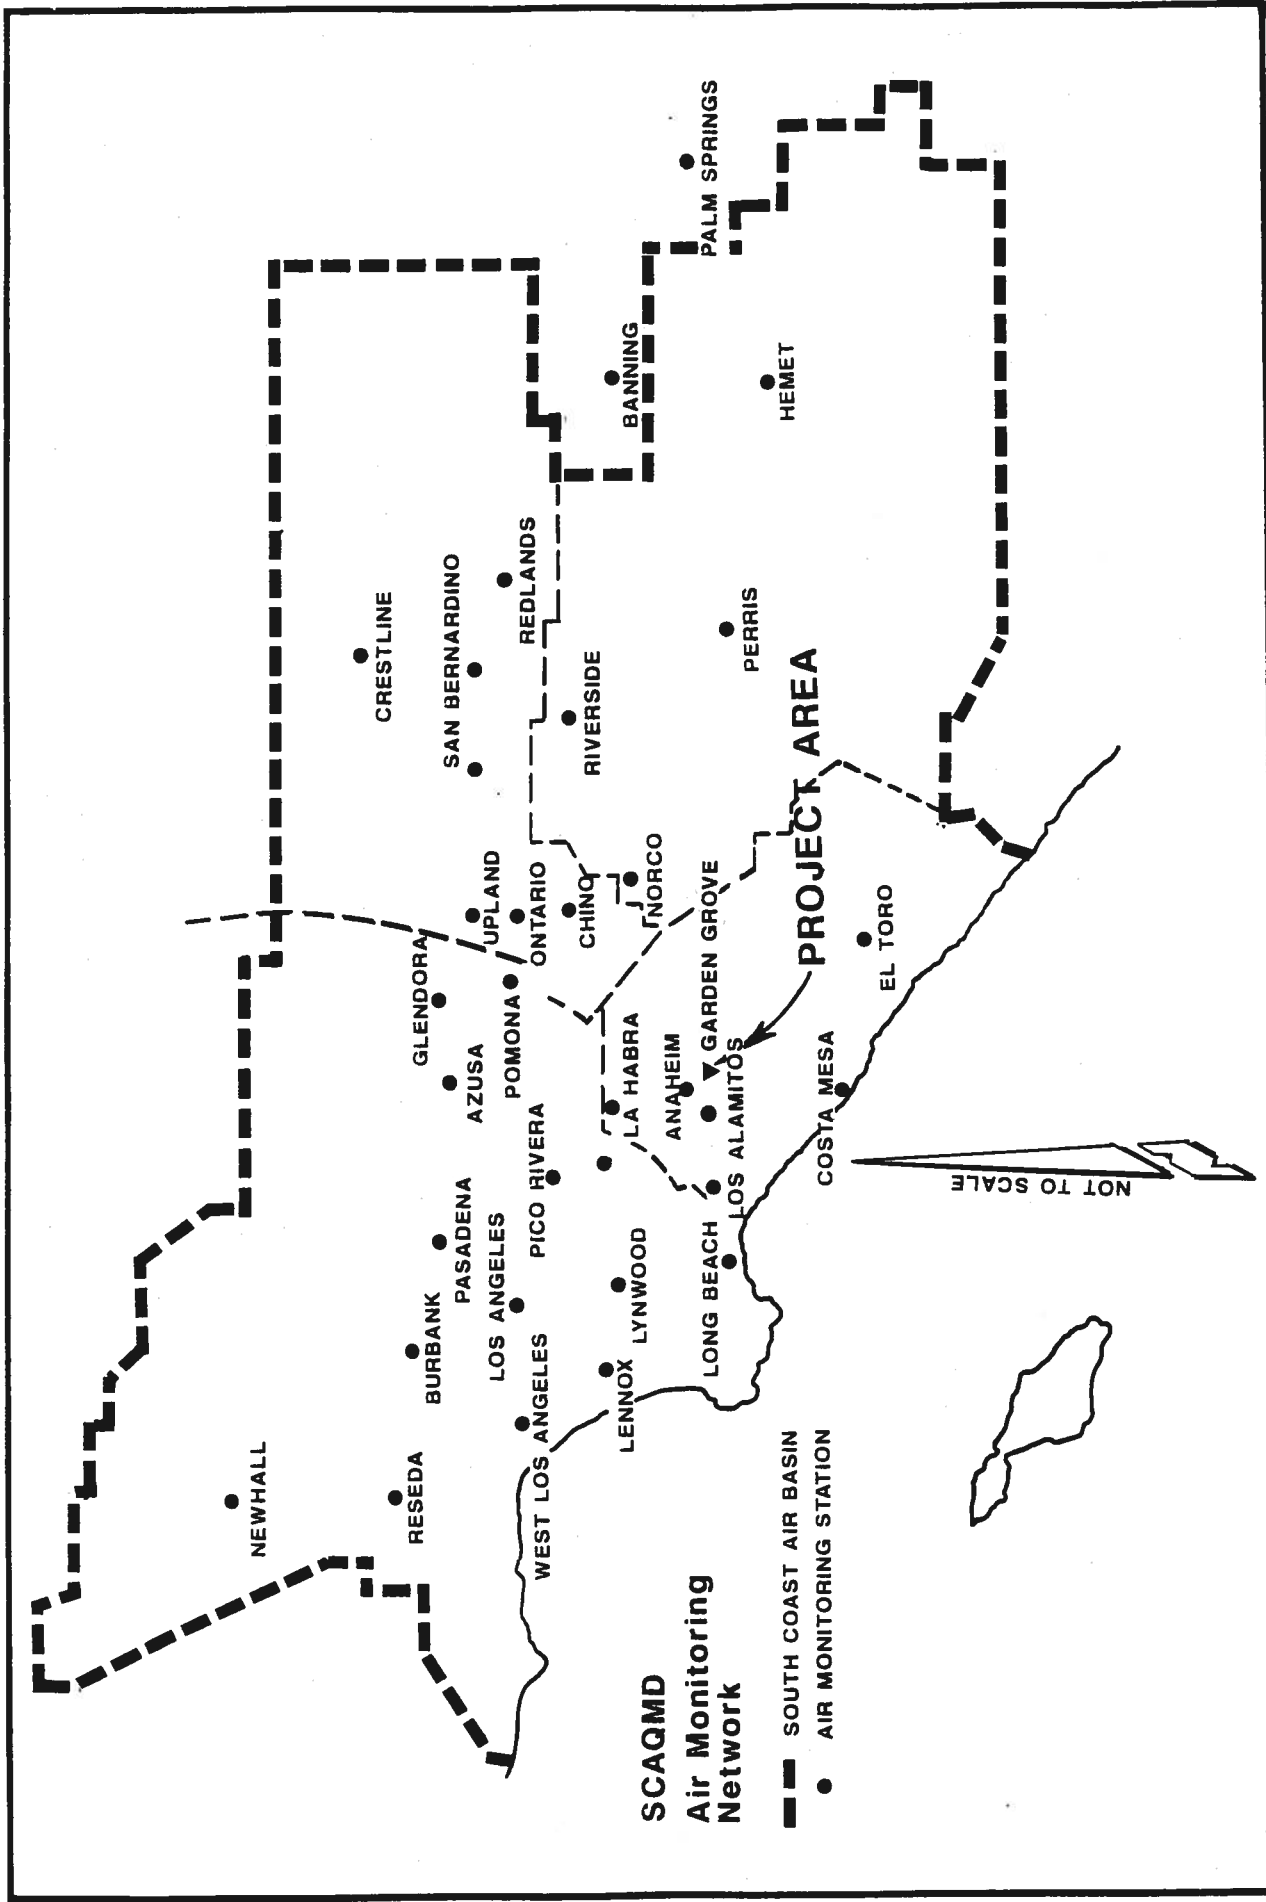 NEWHALL
RESEDA
BURBANK
PASADENA
AZUSA
GLENDORA
UPLAND
SAN BERNARDINO
CRESTLINE
WEST LOS ANGELES
LOS ANGELES
PICO RIVERA
POMONA
ONTARIO
CHINO
REDLANDS
RIVERSIDE
BANNING
PALM SPRINGS
LENNOX
LYNWOOD
LA HABRA
NORCO
ANAHEIM
GARDEN GROVE
LONG BEACH
LOS ALAMITOS
PERRIS
HEMET
PROJECT AREA
COSTA MESA
EL TORO
NOT TO SCALE
SCAQMD
Air Monitoring
Network
SOUTH COAST AIR BASIN
AIR MONITORING STATION